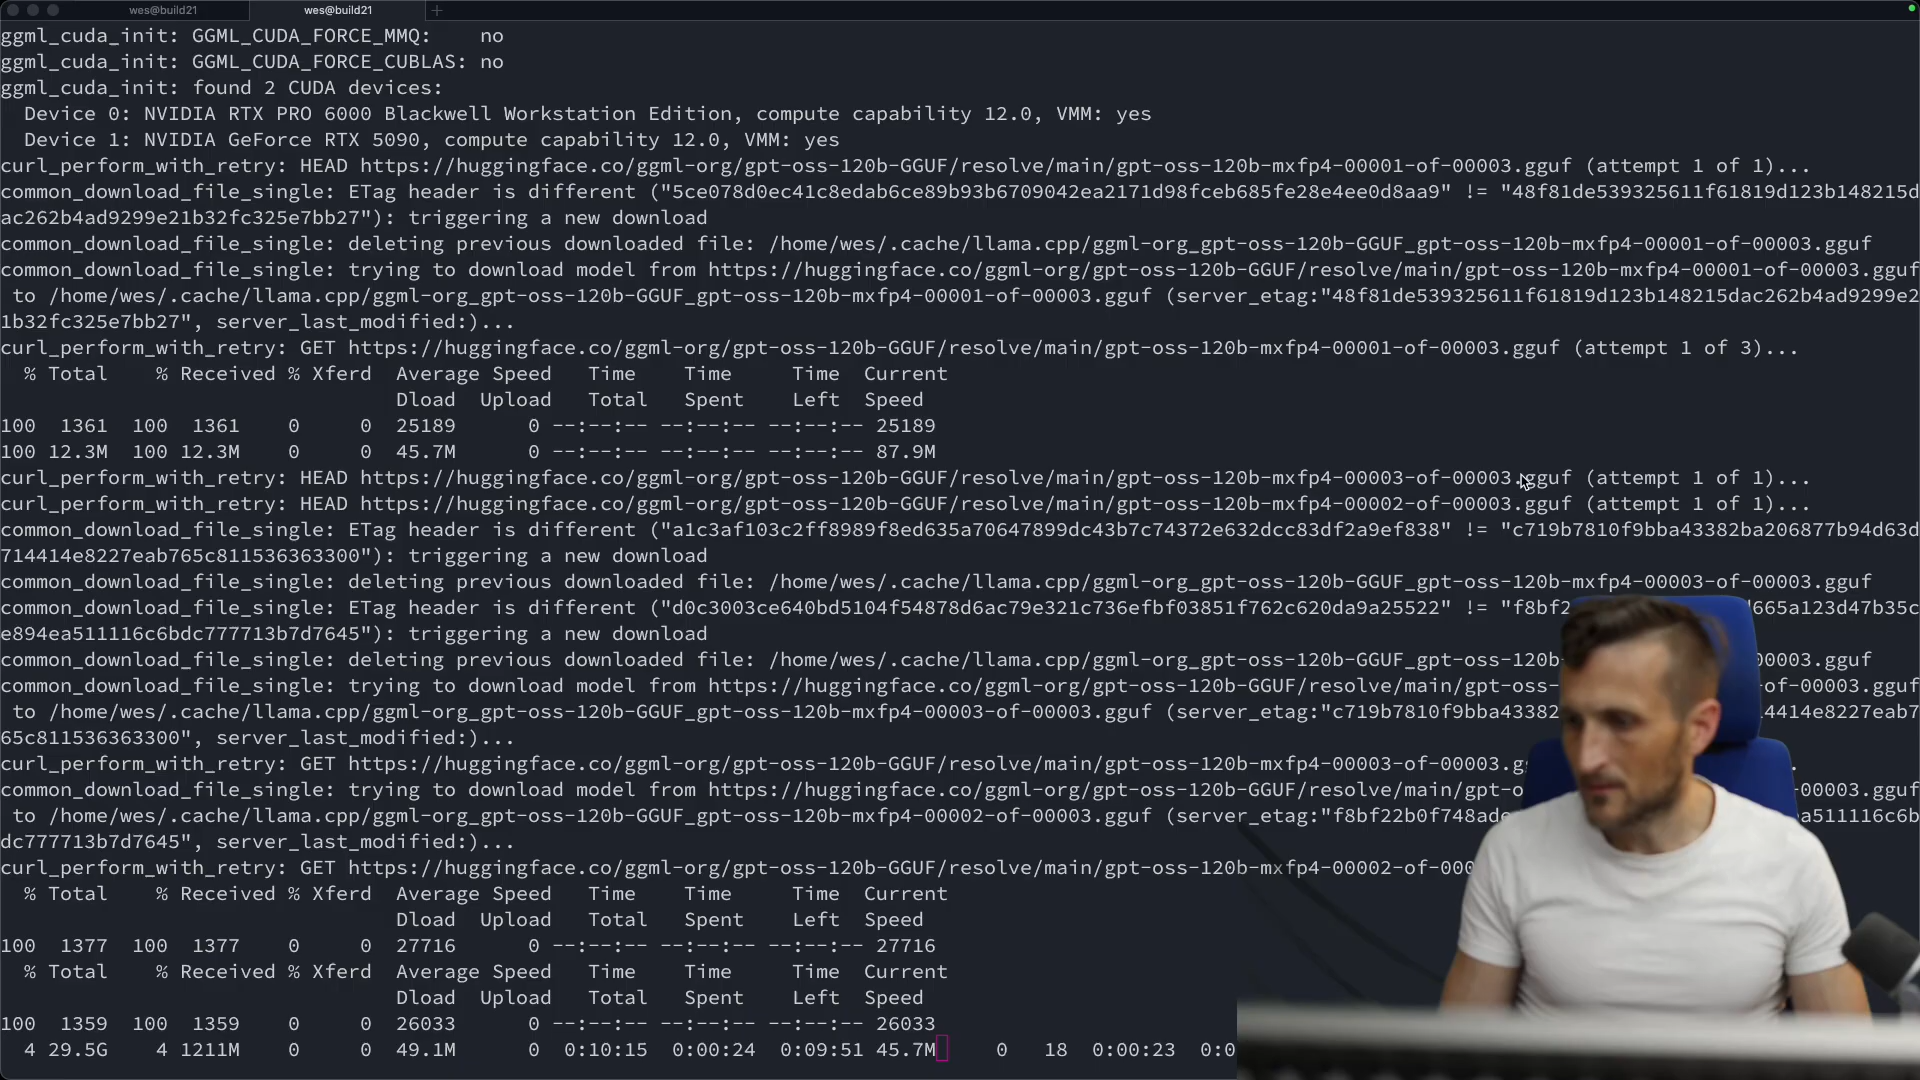 wes@build21 wes@build21
ggml_cuda_init: GGML_CUDA_FORCE_MMQ: no
ggml_cuda_init: GGML_CUDA_FORCE_CUBLAS: no
ggml_cuda_init: found 2 CUDA devices:
Device 0: NVIDIA RTX PRO 6000 Blackwell Workstation Edition, compute capability 12.0, VMM: yes
Device 1: NVIDIA GeForce RTX 5090, compute capability 12.0, VMM: yes
curl_perform_with_retry: HEAD https://huggingface.co/ggml-org/gpt-oss-120b-GGUF/resolve/main/gpt-oss-120b-mxfp4-00001-of-00003.gguf (attempt 1 of 1)...
common_download_file_single: ETag header is different ("5ce078d0ec41c8edab6ce89b93b6709042ea2171d98fceb685fe28e4ee0d8aa9" != "48f81de539325611f61819d123b148215d
ac262b4ad9299e21b32fc325e7bb27"): triggering a new download
common_download_file_single: deleting previous downloaded file: /home/wes/.cache/llama.cpp/ggml-org_gpt-oss-120b-GGUF_gpt-oss-120b-mxfp4-00001-of-00003.gguf
common_download_file_single: trying to download model from https://huggingface.co/ggml-org/gpt-oss-120b-GGUF/resolve/main/gpt-oss-120b-mxfp4-00001-of-00003.gguf
to /home/wes/.cache/llama.cpp/ggml-org_gpt-oss-120b-GGUF_gpt-oss-120b-mxfp4-00001-of-00003.gguf (server_etag:"48f81de539325611f61819d123b148215dac262b4ad9299e2
1b32fc325e7bb27", server_last_modified:)...
curl_perform_with_retry: GET https://huggingface.co/ggml-org/gpt-oss-120b-GGUF/resolve/main/gpt-oss-120b-mxfp4-00001-of-00003.gguf (attempt 1 of 3)...
% Total % Received % Xferd Average Speed Time Time Time Current
Dload Upload Total Spent Left Speed
100 1361 100 1361 0 0 25189 0 --:--:-- --:--:-- --:--:-- 25189
100 12.3M 100 12.3M 0 0 45.7M 0 --:--:-- --:--:-- --:--:-- 87.9M
curl_perform_with_retry: HEAD https://huggingface.co/ggml-org/gpt-oss-120b-GGUF/resolve/main/gpt-oss-120b-mxfp4-00003-of-00003.gguf (attempt 1 of 1)...
curl_perform_with_retry: HEAD https://huggingface.co/ggml-org/gpt-oss-120b-GGUF/resolve/main/gpt-oss-120b-mxfp4-00002-of-00003.gguf (attempt 1 of 1)...
common_download_file_single: ETag header is different ("a1c3af103c2ff8989f8ed635a70647899dc43b7c74372e632dcc83df2a9ef838" != "c719b7810f9bba43382ba206877b94d63d
714414e8227eab765c811536363300"): triggering a new download
common_download_file_single: deleting previous downloaded file: /home/wes/.cache/llama.cpp/ggml-org_gpt-oss-120b-GGUF_gpt-oss-120b-mxfp4-00003-of-00003.gguf
common_download_file_single: ETag header is different ("d0c3003ce640bd5104f54878d6ac79e321c736efbf03851f762c620da9a25522" != "f8bf2 d665a123d47b35c
e894ea511116c6bdc777713b7d7645"): triggering a new download
common_download_file_single: deleting previous downloaded file: /home/wes/.cache/llama.cpp/ggml-org_gpt-oss-120b-GGUF_gpt-oss-120b- 00003.gguf
common_download_file_single: trying to download model from https://huggingface.co/ggml-org/gpt-oss-120b-GGUF/resolve/main/gpt-oss- -of-00003.gguf
to /home/wes/.cache/llama.cpp/ggml-org_gpt-oss-120b-GGUF_gpt-oss-120b-mxfp4-00003-of-00003.gguf (server_etag:"c719b7810f9bba43382 4414e8227eab7
65c811536363300", server_last_modified:)...
curl_perform_with_retry: GET https://huggingface.co/ggml-org/gpt-oss-120b-GGUF/resolve/main/gpt-oss-120b-mxfp4-00003-of-00003.g
common_download_file_single: trying to download model from https://huggingface.co/ggml-org/gpt-oss-120b-GGUF/resolve/main/gpt-o of-00003.gguf
to /home/wes/.cache/llama.cpp/ggml-org_gpt-oss-120b-GGUF_gpt-oss-120b-mxfp4-00002-of-00003.gguf (server_etag:"f8bf22b0f748ad a511116c6b
dc777713b7d7645", server_last_modified:)...
curl_perform_with_retry: GET https://huggingface.co/ggml-org/gpt-oss-120b-GGUF/resolve/main/gpt-oss-120b-mxfp4-00002-of-000
% Total % Received % Xferd Average Speed Time Time Time Current
Dload Upload Total Spent Left Speed
100 1377 100 1377 0 0 27716 0 --:--:-- --:--:-- --:--:-- 27716
% Total % Received % Xferd Average Speed Time Time Time Current
Dload Upload Total Spent Left Speed
100 1359 100 1359 0 0 26033 0 --:--:-- --:--:-- --:--:-- 26033
4 29.5G 4 1211M 0 0 49.1M 0 0:10:15 0:00:24 0:09:51 45.7M 0 18 0:00:23 0:0